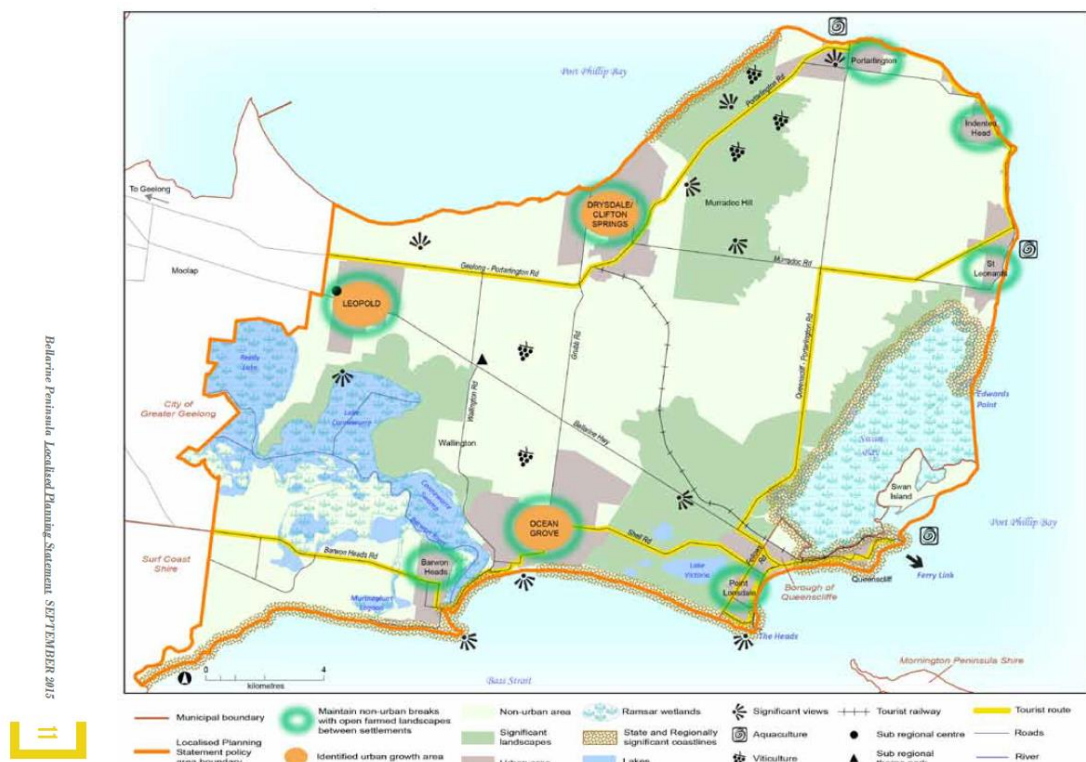 Port Phillip Bay
Portarlington
Portarlington Rd
Indented
Head
To Geelong
DRYSDALE/
CLIFTON
SPRINGS
Murradoc Hill
Moolap
Geelong - Portarlington Rd
Murradoc Rd
St
Leonards
LEOPOLD
Reedy
Lake
Grubb Rd
Queenscliff - Portarlington Rd
City of
Greater Geelong
Lake
Connewarre
Wallington Rd
Edwards
Point
Wallington
Bellarine Hwy
Swan
Bay
Swan
Island
OCEAN
GROVE
Shell Rd
Port Phillip Bay
Surf Coast
Shire
Barwon Heads Rd
Barwon
Heads
Lake
Victoria
Point
Lonsdale
Queenscliff
Ferry Link
Borough of
Queenscliffe
The Heads
0 4
kilometres
Bass Strait
Mornington Peninsula Shire
Municipal boundary
Localised Planning
Statement policy
area boundary
Maintain non-urban breaks
with open farmed landscapes
between settlements
Identified urban growth area
Non-urban area
Significant
landscapes
Urban area
Ramsar wetlands
State and Regionally
significant coastlines
Lakes
Significant views
Aquaculture
Viticulture
Tourist railway
Sub regional centre
Sub regional
Tourist route
Roads
River
Bellarine Peninsula Localised Planning Statement SEPTEMBER 2015
11